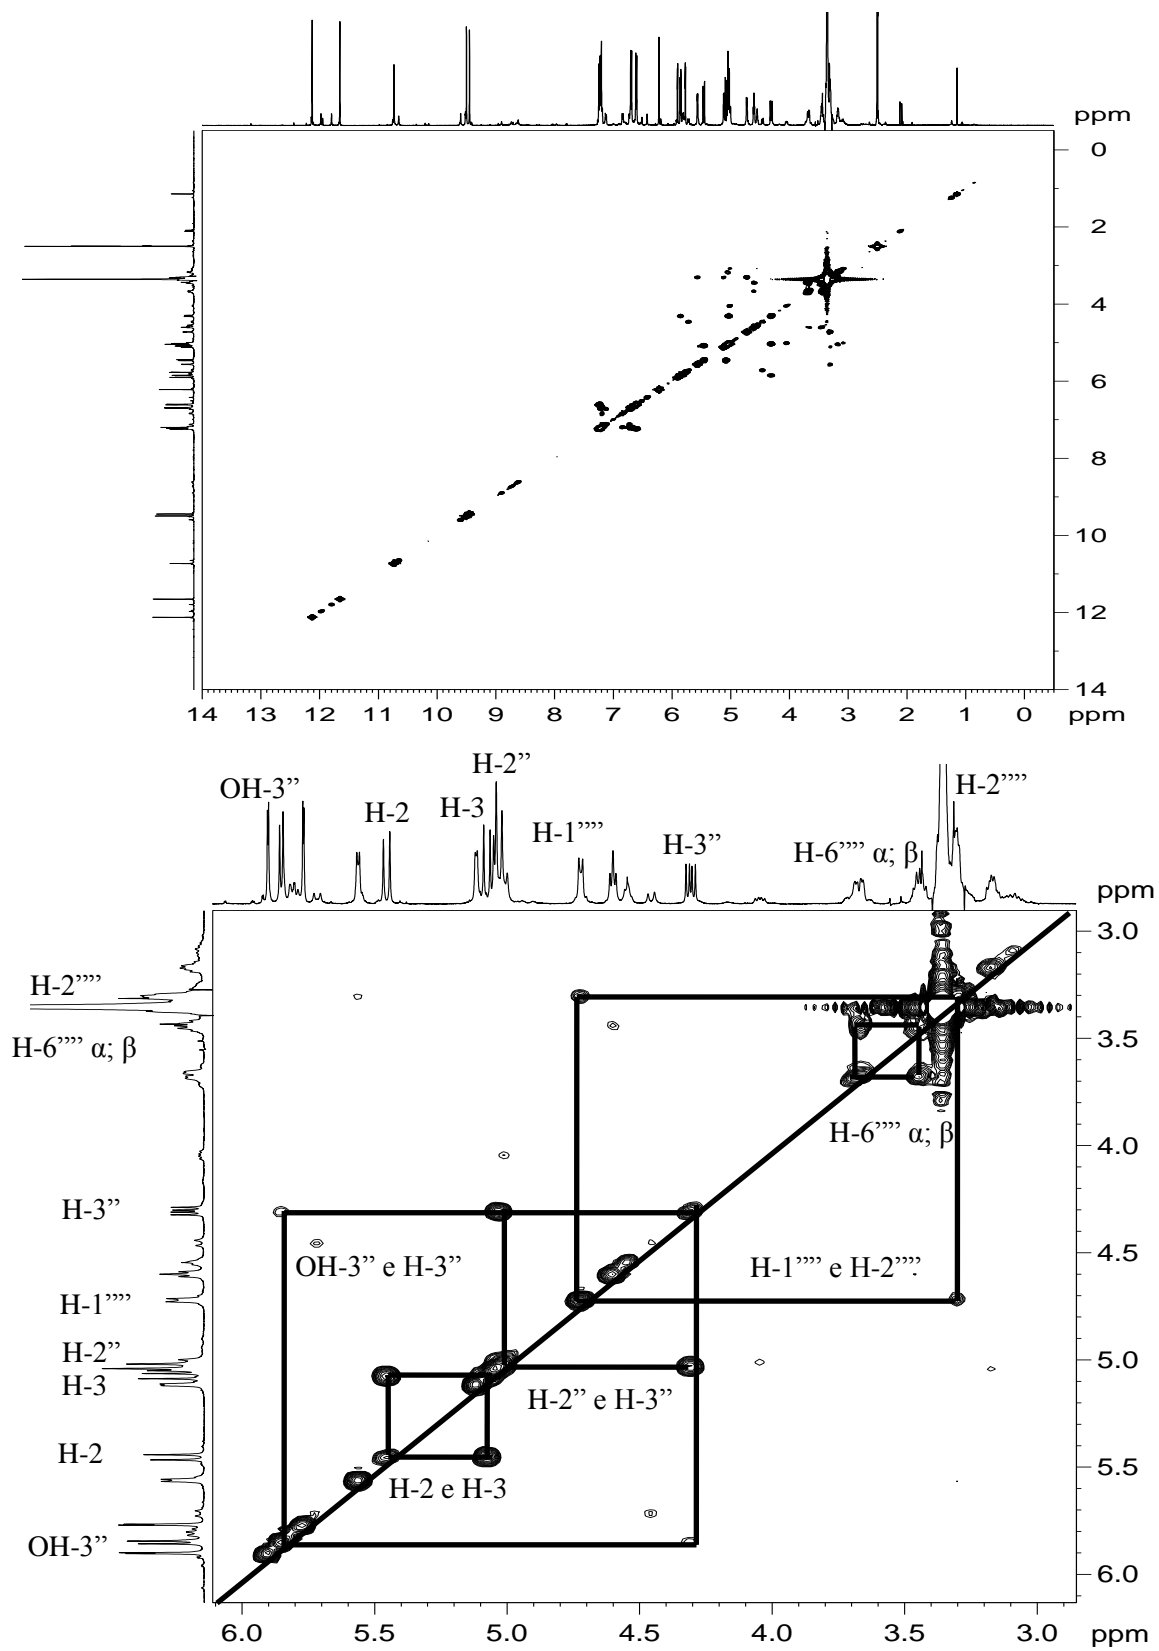 ppm
0
2
4
6
8
10
12
14
14 13 12 11 10 9 8 7 6 5 4 3 2 1 0 ppm
H-2”
OH-3” H-2””
H-2 H-3
H-1”” H-3” H-6”” α; β
ppm
3.0
H-2””
3.5
H-6”” α; β
H-6”” α; β
4.0
H-3”
OH-3” e H-3” H-1”” e H-2””
4.5
H-1””
H-2”
5.0
H-3
H-2” e H-3”
H-2
5.5
H-2 e H-3
OH-3”
6.0
6.0 5.5 5.0 4.5 4.0 3.5 3.0 ppm